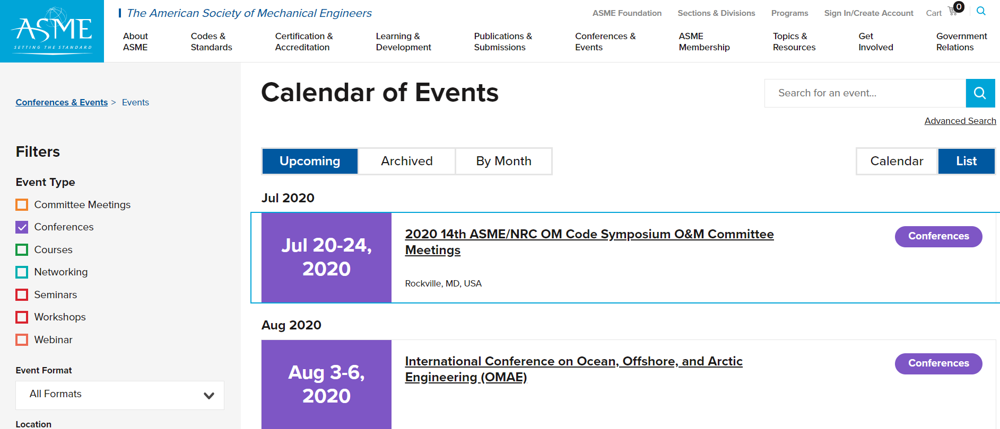 ASME
SETTING THE STANDARD
The American Society of Mechanical Engineers
ASME Foundation
Sections & Divisions
Programs
Sign In/Create Account
Cart
0
About
ASME
Codes &
Standards
Certification &
Accreditation
Learning &
Development
Publications &
Submissions
Conferences &
Events
ASME
Membership
Topics &
Resources
Get
Involved
Government
Relations
Conferences & Events > Events
Filters
Event Type
Committee Meetings
Conferences
Courses
Networking
Seminars
Workshops
Webinar
Event Format
All Formats
Location
Calendar of Events
Search for an event...
Advanced Search
Upcoming
Archived
By Month
Calendar
List
Jul 2020
Jul 20-24,
2020
2020 14th ASME/NRC OM Code Symposium O&M Committee
Meetings
Rockville, MD, USA
Conferences
Aug 2020
Aug 3-6,
2020
International Conference on Ocean, Offshore, and Arctic
Engineering (OMAE)
Conferences